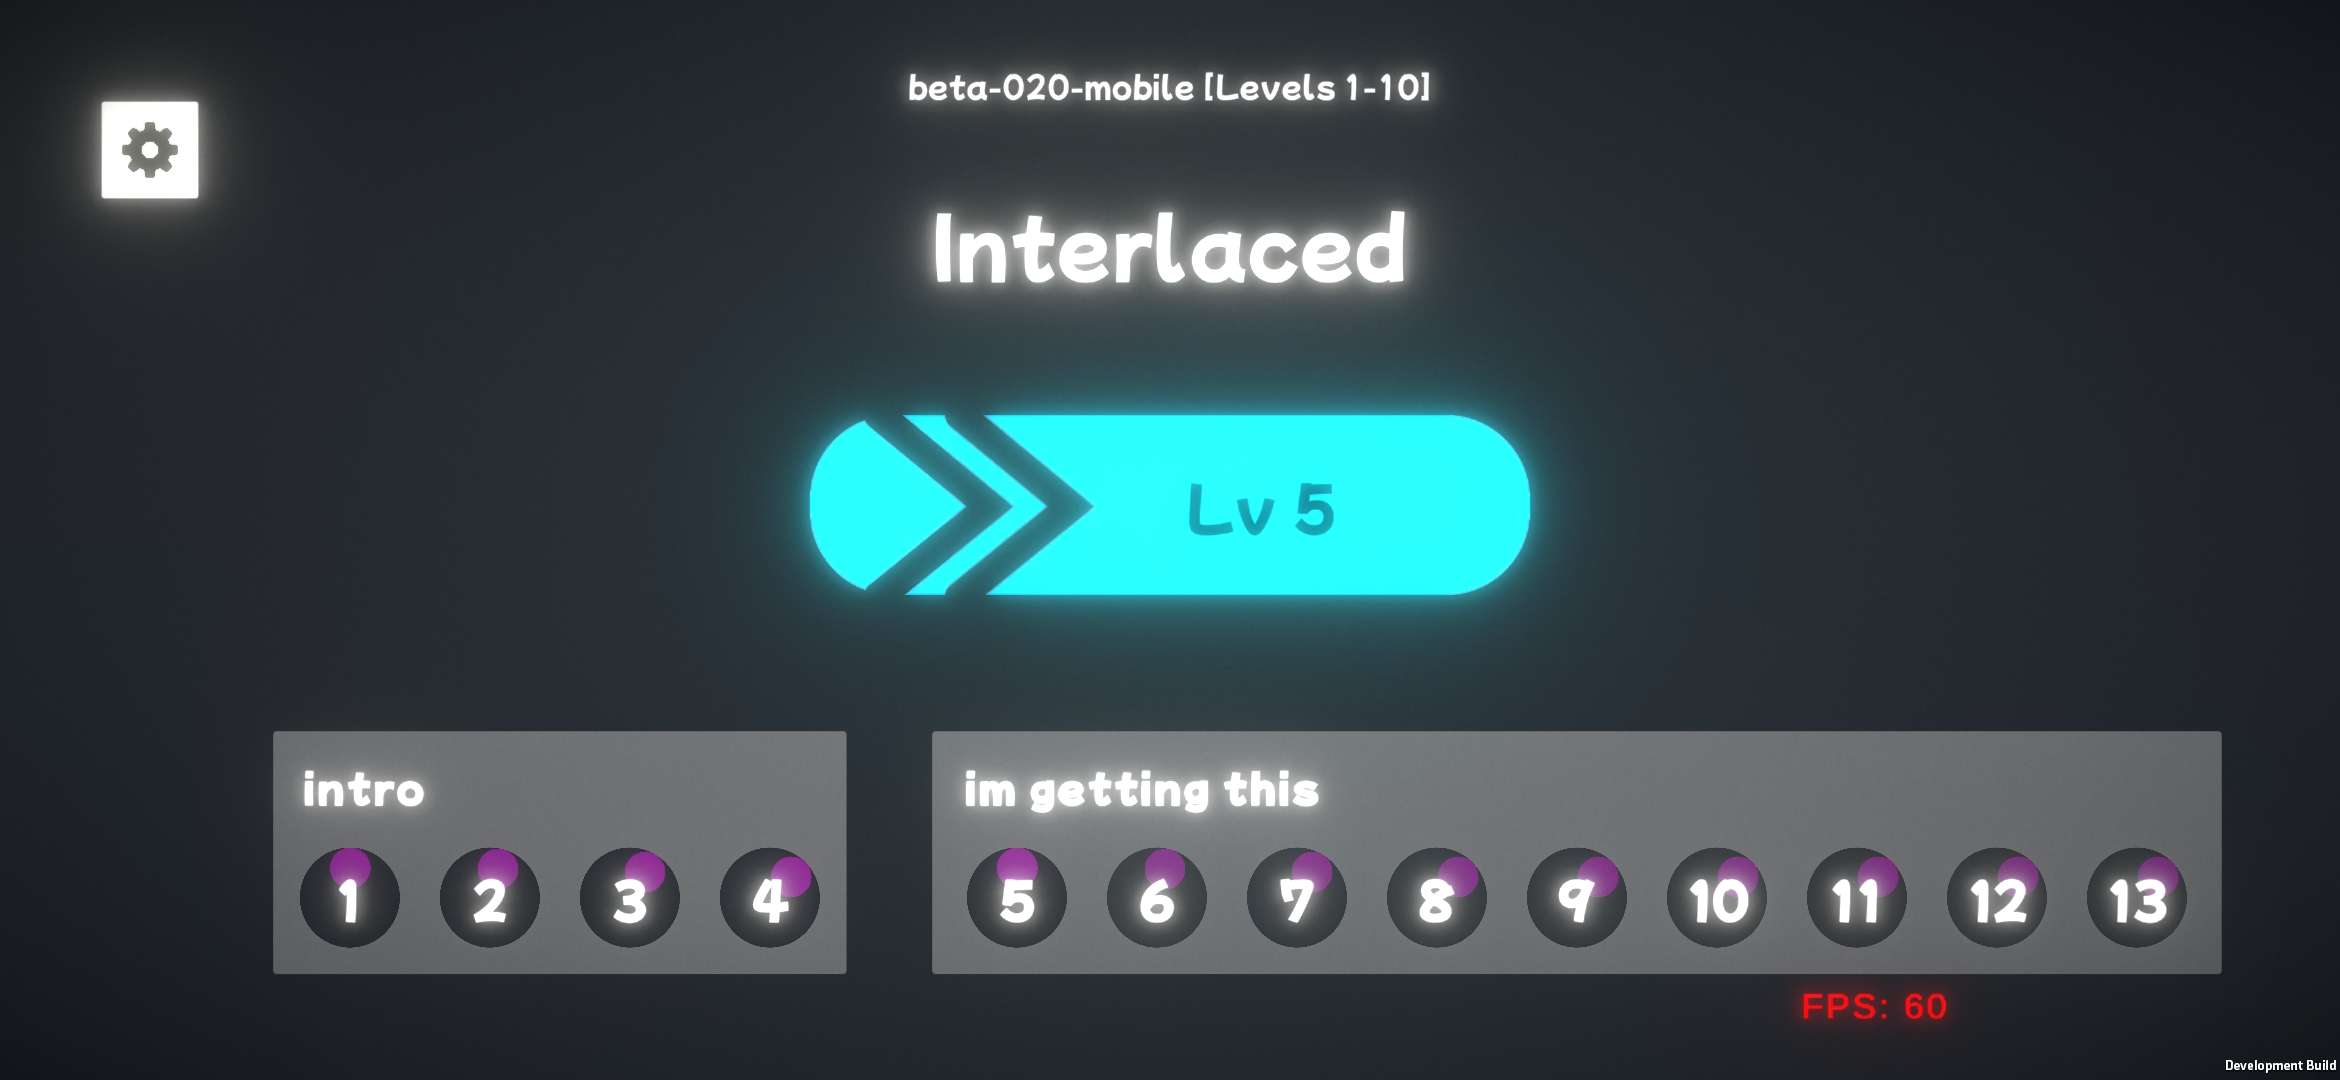 beta-020-mobile [Levels 1-10]
Interlaced
Lv 5
intro
1 2 3 4
im getting this
5 6 7 8 9 10 11 12 13
FPS: 60
Development Build